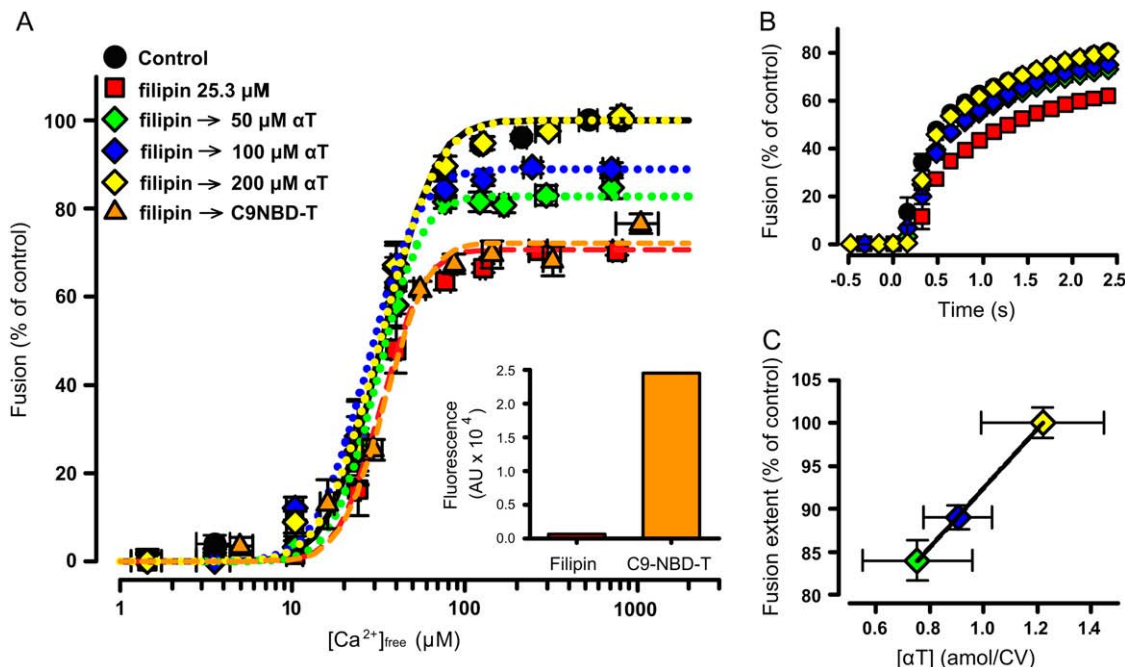 A
Control
filipin 25.3 µM
filipin → 50 µM αT
filipin → 100 µM αT
filipin → 200 µM αT
filipin → C9NBD-T
Fusion (% of control)
100
80
60
40
20
0
1
10
100
1000
[Ca²⁺]free (µM)
Fluorescence
(AU x 10⁴)
2.5
2.0
1.5
1.0
0.5
0.0
Filipin
C9-NBD-T
B
Fusion (% of control)
80
60
40
20
0
-0.5
0.0
0.5
1.0
1.5
2.0
2.5
Time (s)
C
Fusion extent (% of control)
105
100
95
90
84
80
0.6
0.8
1.0
1.2
1.4
[αT] (amol/CV)